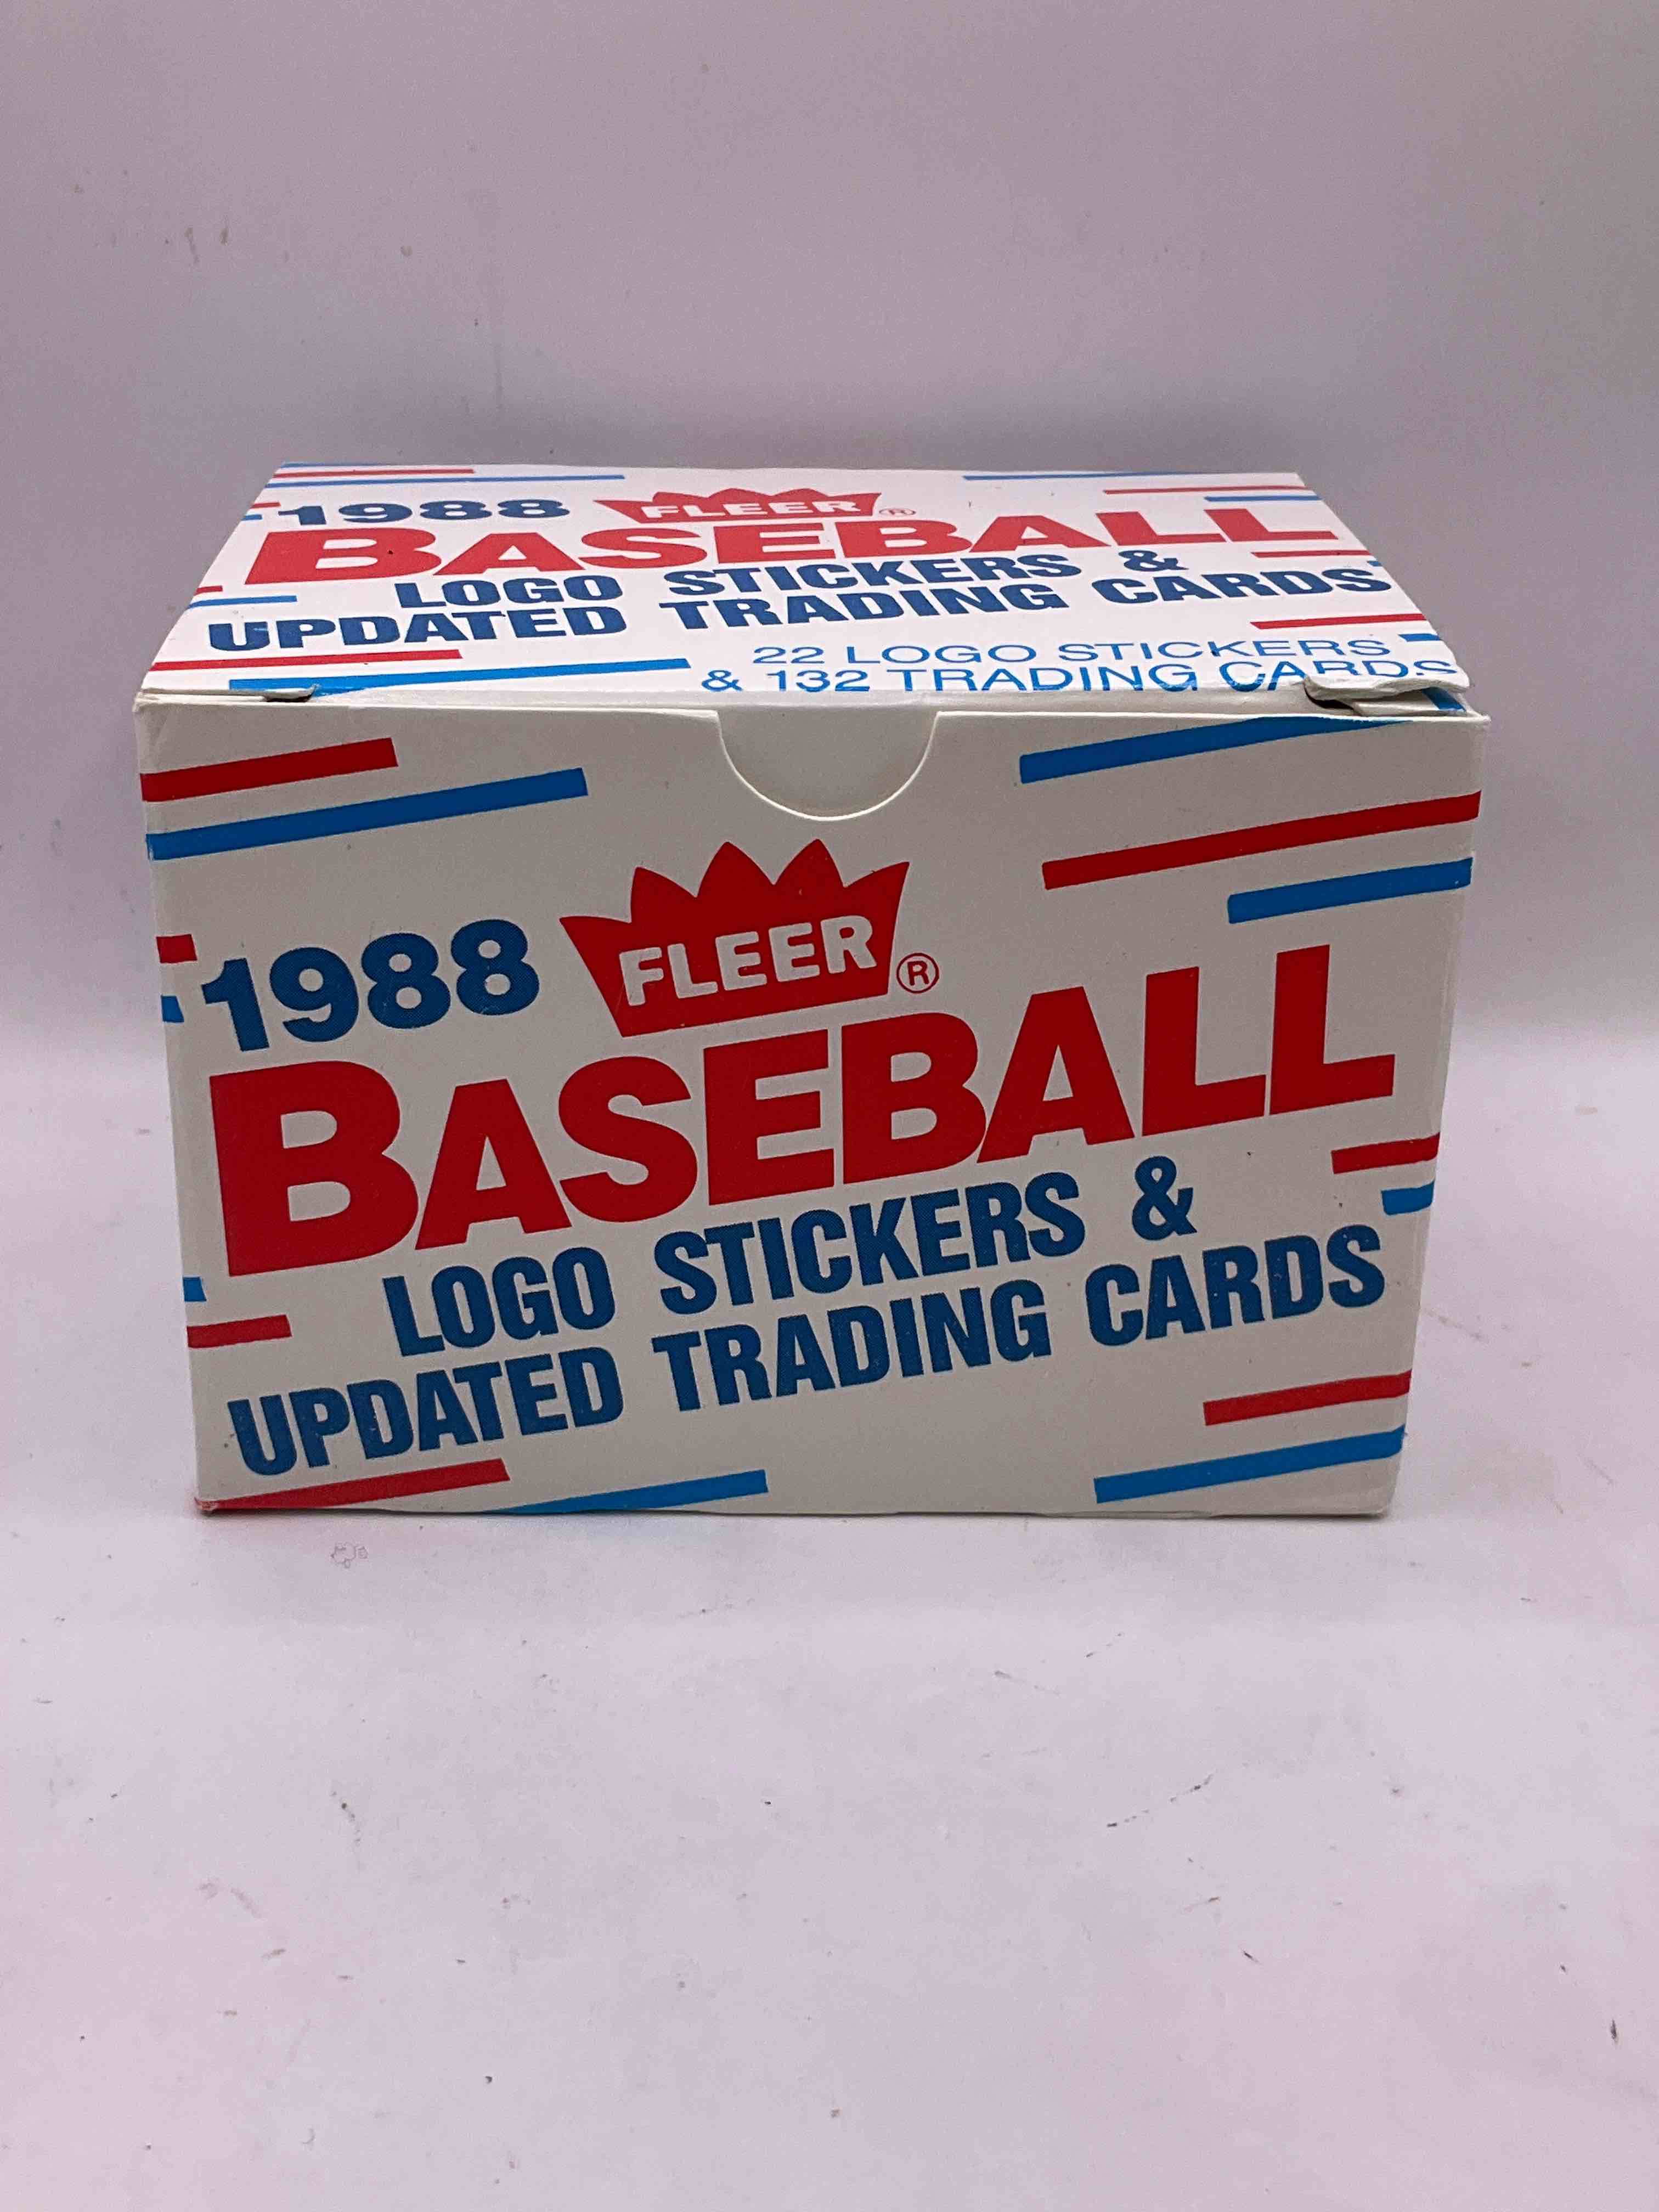 1988 FLEER®
BASEBALL
LOGO STICKERS &
UPDATED TRADING CARDS
22 LOGO STICKERS
& 132 TRADING CARDS
1988 FLEER®
BASEBALL
LOGO STICKERS &
UPDATED TRADING CARDS